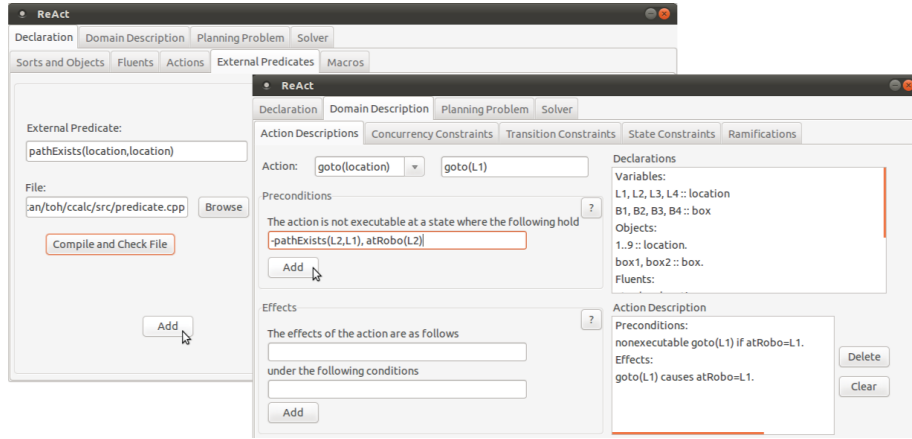 ReAct
Declaration Domain Description Planning Problem Solver
Sorts and Objects Fluents Actions External Predicates Macros
External Predicate:
pathExists(location,location)
File:
:an/toh/ccalc/src/predicate.cpp Browse
Compile and Check File
Add
ReAct
Declaration Domain Description Planning Problem Solver
Action Descriptions Concurrency Constraints Transition Constraints State Constraints Ramifications
Action: goto(location) goto(L1)
Preconditions
?
The action is not executable at a state where the following hold
-pathExists(L2,L1), atRobo(L2)
Add
Effects
?
The effects of the action are as follows
under the following conditions
Add
Declarations
Variables:
L1, L2, L3, L4 :: location
B1, B2, B3, B4 :: box
Objects:
1..9 :: location.
box1, box2 :: box.
Fluents:
Action Description
Preconditions:
nonexecutable goto(L1) if atRobo=L1.
Effects:
goto(L1) causes atRobo=L1.
Delete
Clear